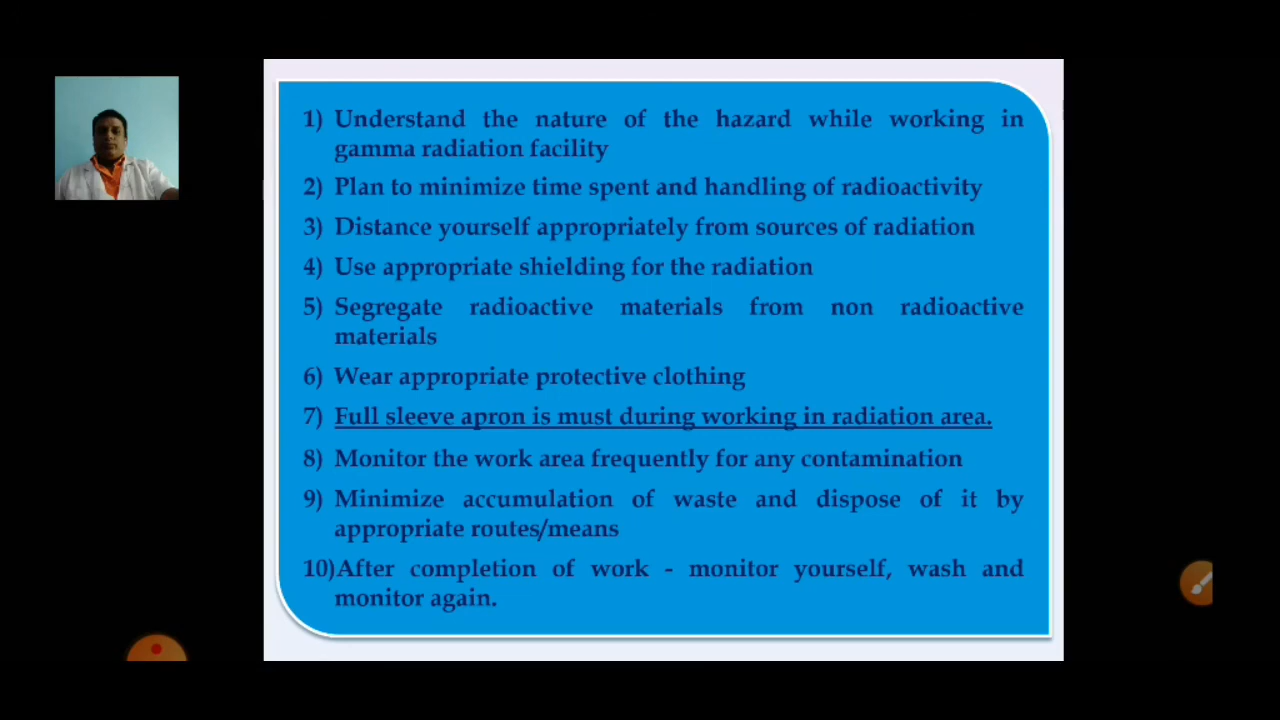 1) Understand the nature of the hazard while working in
gamma radiation facility
2) Plan to minimize time spent and handling of radioactivity
3) Distance yourself appropriately from sources of radiation
4) Use appropriate shielding for the radiation
5) Segregate radioactive materials from non radioactive
materials
6) Wear appropriate protective clothing
7) Full sleeve apron is must during working in radiation area.
8) Monitor the work area frequently for any contamination
9) Minimize accumulation of waste and dispose of it by
appropriate routes/means
10)After completion of work - monitor yourself, wash and
monitor again.